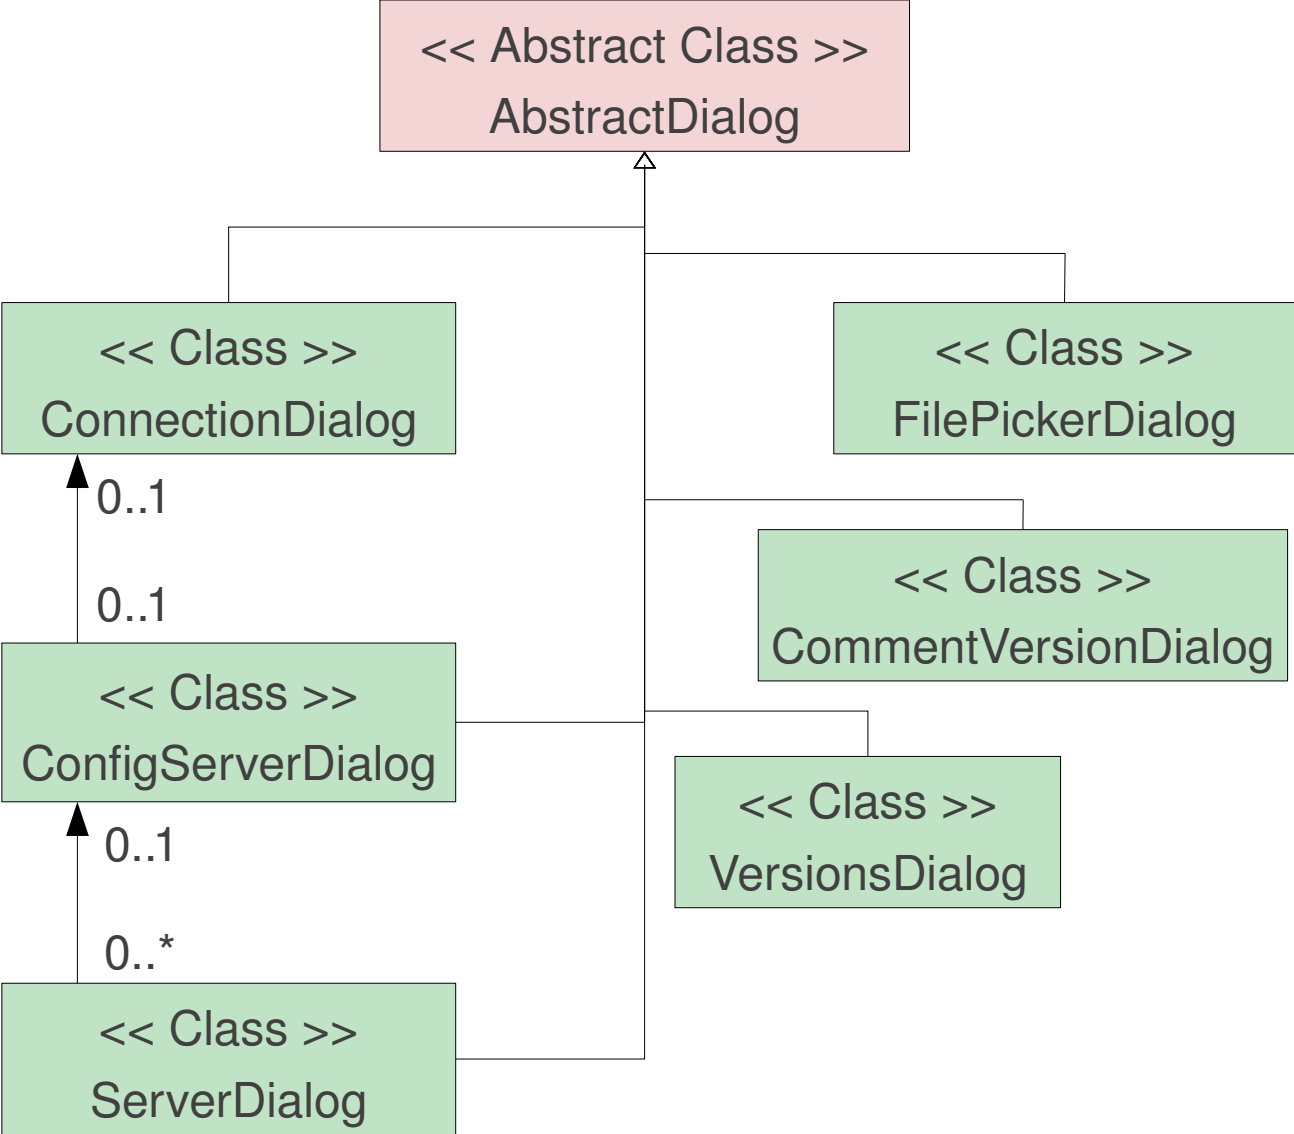 << Abstract Class >>
AbstractDialog
<< Class >>
ConnectionDialog
<< Class >>
FilePickerDialog
0..1
0..1
<< Class >>
CommentVersionDialog
<< Class >>
ConfigServerDialog
<< Class >>
VersionsDialog
0..1
0..*
<< Class >>
ServerDialog